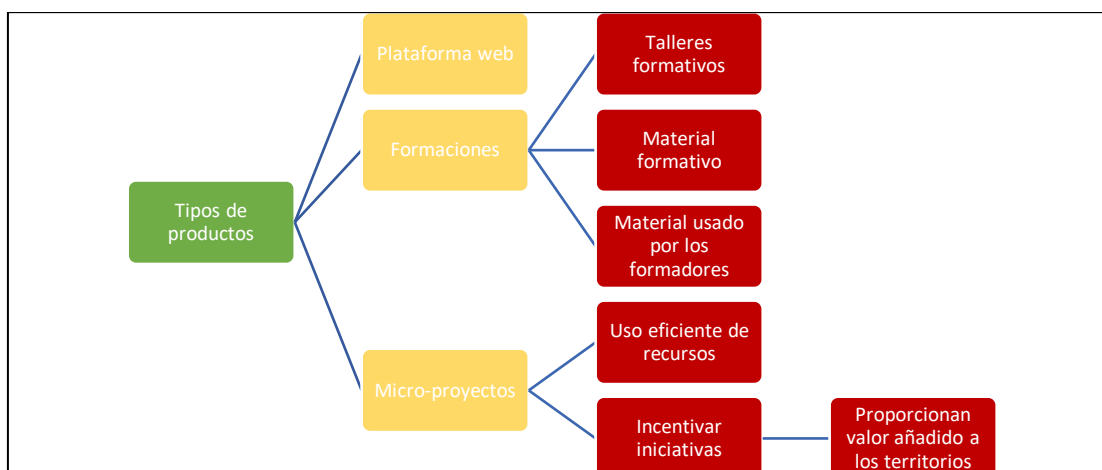 Tipos de
productos
Plataforma web
Formaciones
Talleres
formativos
Material
formativo
Material usado
por los
formadores
Micro-proyectos
Uso eficiente de
recursos
Incentivar
iniciativas
Proporcionan
valor añadido a
los territorios